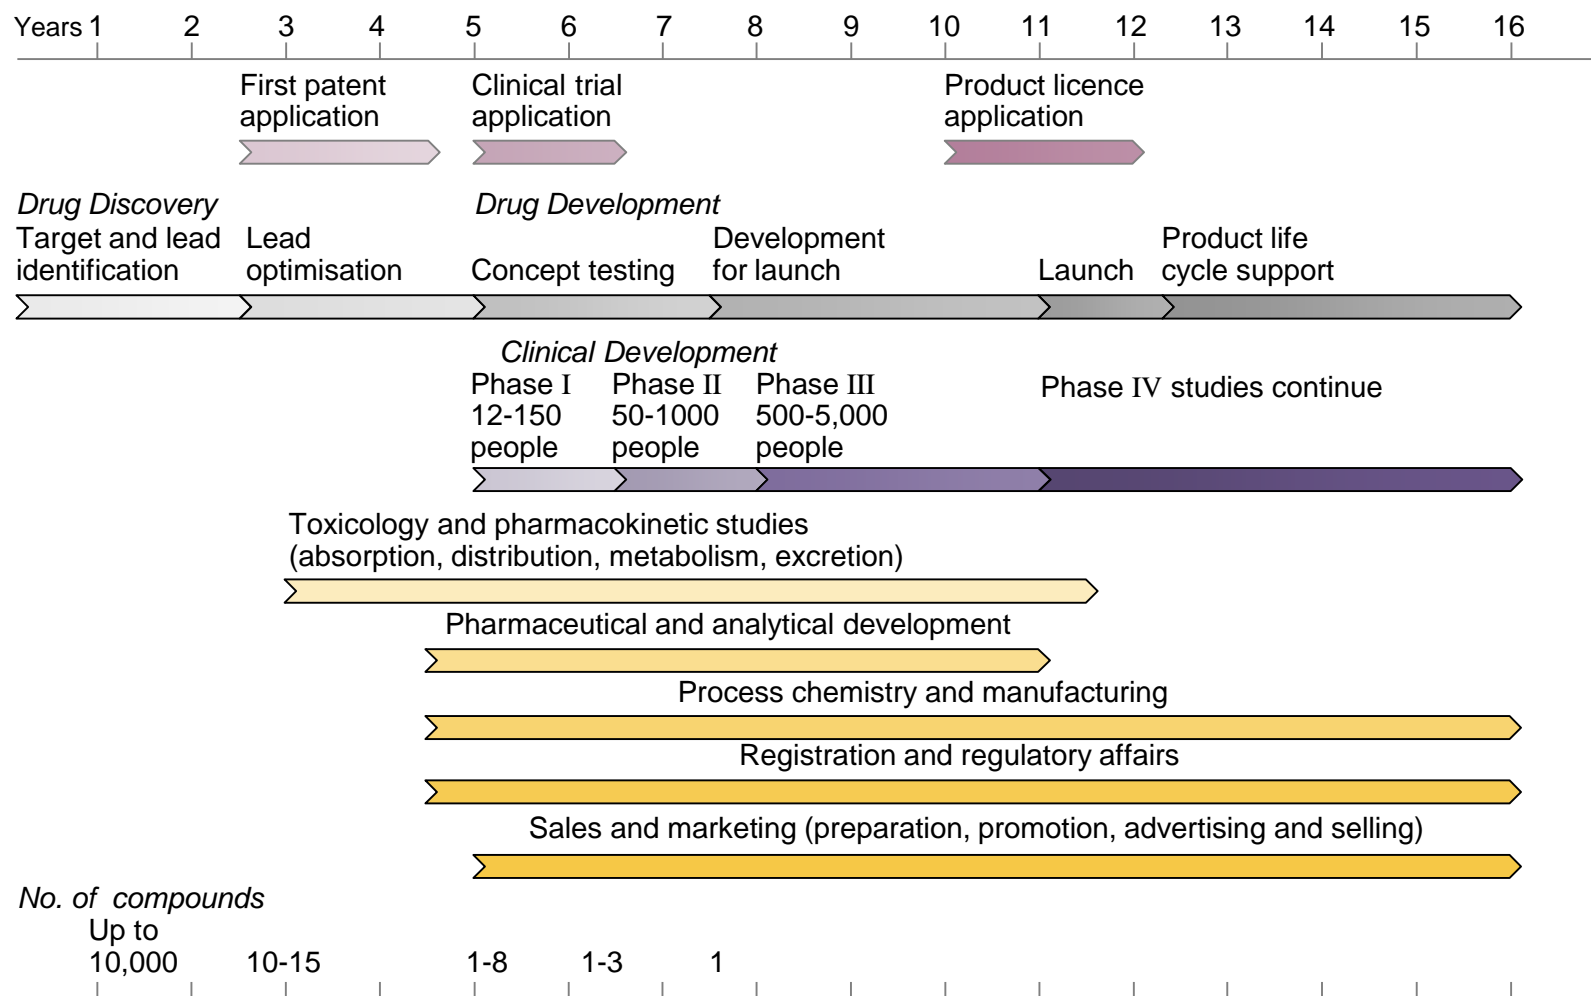 Years 1 2 3 4 5 6 7 8 9 10 11 12 13 14 15 16
First patent
application
Clinical trial
application
Product licence
application
Drug Discovery
Drug Development
Target and lead
identification
Lead
optimisation
Concept testing
Development
for launch
Launch
Product life
cycle support
Clinical Development
Phase I
12-150
people
Phase II
50-1000
people
Phase III
500-5,000
people
Phase IV studies continue
Toxicology and pharmacokinetic studies
(absorption, distribution, metabolism, excretion)
Pharmaceutical and analytical development
Process chemistry and manufacturing
Registration and regulatory affairs
Sales and marketing (preparation, promotion, advertising and selling)
No. of compounds
Up to
10,000
10-15
1-8
1-3
1